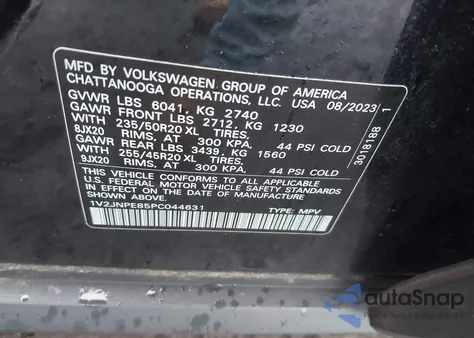 MFD BY VOLKSWAGEN GROUP OF AMERICA
CHATTANOOGA OPERATIONS, LLC. USA 08/2023
GVWR LBS 6041, KG 2740
GAWR FRONT LBS 2712, KG 1230
235/50R20 XL TIRES,
8JX20 RIMS, AT 300 KPA, 44 PSI COLD
GAWR REAR LBS 3439, KG 1560
255/45R20 XL TIRES,
9JX20 RIMS, AT 300 KPA, 44 PSI COLD
THIS VEHICLE CONFORMS TO ALL APPLICABLE
U.S. FEDERAL MOTOR VEHICLE SAFETY STANDARDS
IN EFFECT ON THE DATE OF MANUFACTURE
SHOWN ABOVE.
1V2JNPE85PC044631 TYPE: MPV
3018188 1
autaSnap